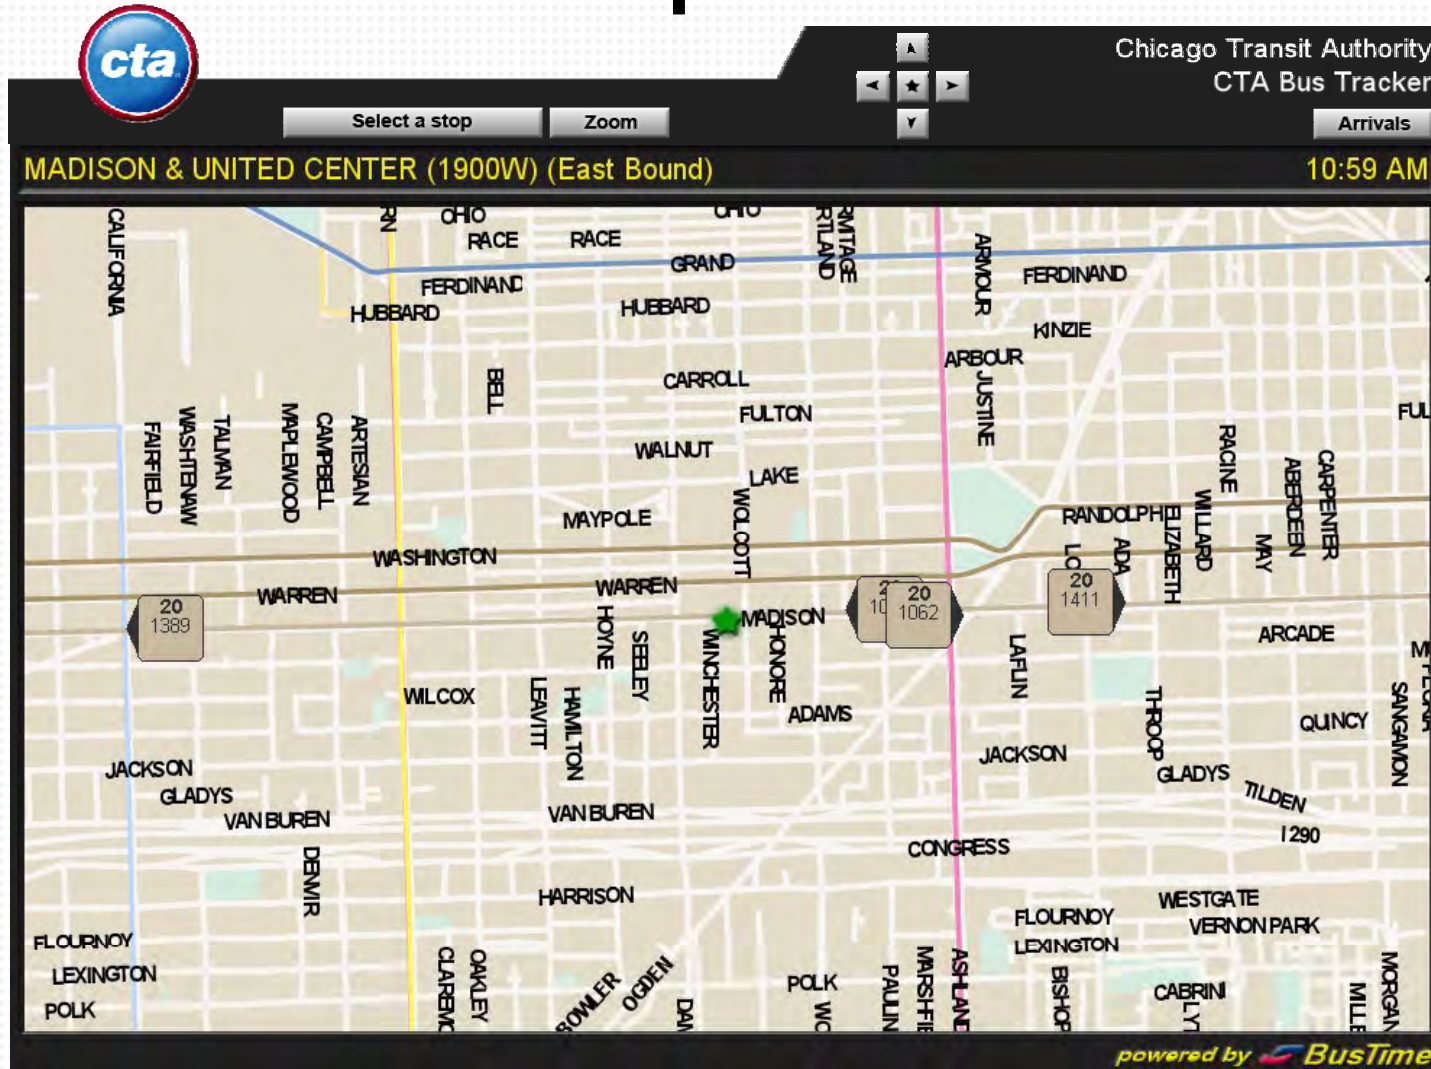 cta
Chicago Transit Authority
CTA Bus Tracker
Select a stop
Zoom
Arrivals
MADISON & UNITED CENTER (1900W) (East Bound)
10:59 AM
CALIFORNIA
OHIO
OHIO
RACE
RACE
GRAND
FERDINAND
FERDINAND
HUBBARD
HUBBARD
ARMOUR
KINZIE
ARBOUR
BELL
CARROLL
JUSTINE
FULTON
FAIRFIELD
WASHTENAW
TALMAN
MAPLEWOOD
CAMPBELL
ARTESIAN
WALNUT
LAKE
RACINE
ABERDEEN
CARPENTER
MAYPOLE
WOLCOTT
RANDOLPH
ELIZABETH
WILLARD
WASHINGTON
ADA
MAY
WARREN
WARREN
20
1389
20
1062
20
1411
MADISON
HOYNE
SEELEY
WINCHESTER
HONORE
LAFLIN
ARCADE
WILCOX
LEAVITT
HAMILTON
ADAMS
THROOP
QUINCY
SANGAMON
JACKSON
JACKSON
GLADYS
GLADYS
TILDEN
VAN BUREN
VAN BUREN
I 290
CONGRESS
DENVIR
HARRISON
WESTGATE
FLOURNOY
VERNON PARK
FLOURNOY
LEXINGTON
LEXINGTON
POLK
OAKLEY
BOWLER
OGDEN
POLK
ASHLAND
BISHOP
CABRINI
MORGAN
powered by BusTime